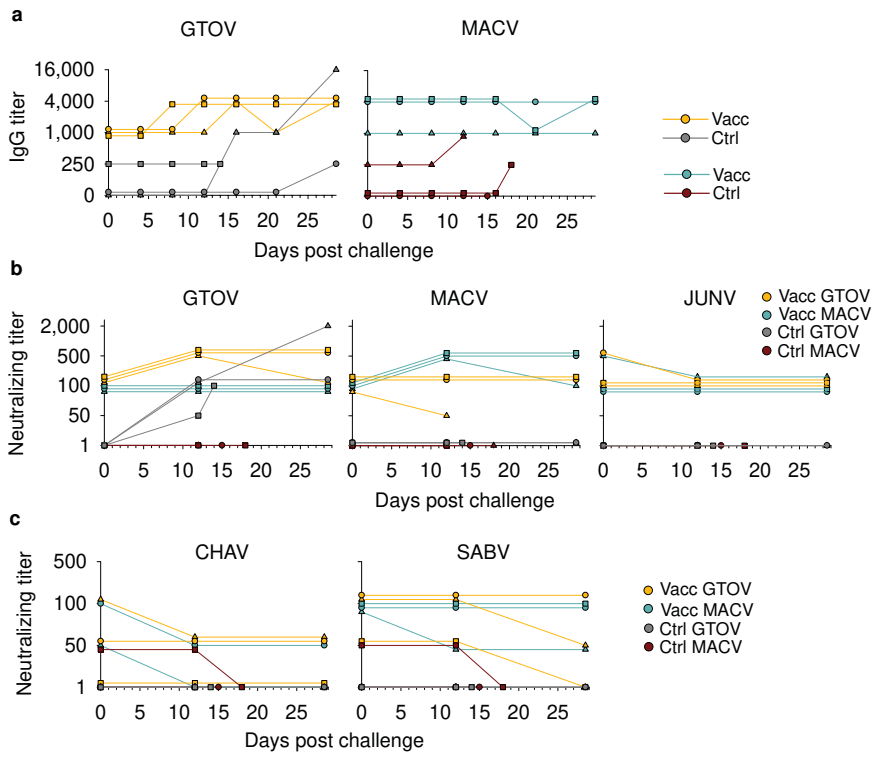 a
GTOV MACV
16,000
4,000
1,000
250
0
IgG titer
0 5 10 15 20 25 0 5 10 15 20 25
Days post challenge
Vacc
Ctrl
Vacc
Ctrl
b
GTOV MACV JUNV
2,000
500
100
50
1
Neutralizing titer
0 5 10 15 20 25 0 5 10 15 20 25 0 5 10 15 20 25
Days post challenge
Vacc GTOV
Vacc MACV
Ctrl GTOV
Ctrl MACV
c
CHAV SABV
500
100
50
1
Neutralizing titer
0 5 10 15 20 25 0 5 10 15 20 25
Days post challenge
Vacc GTOV
Vacc MACV
Ctrl GTOV
Ctrl MACV